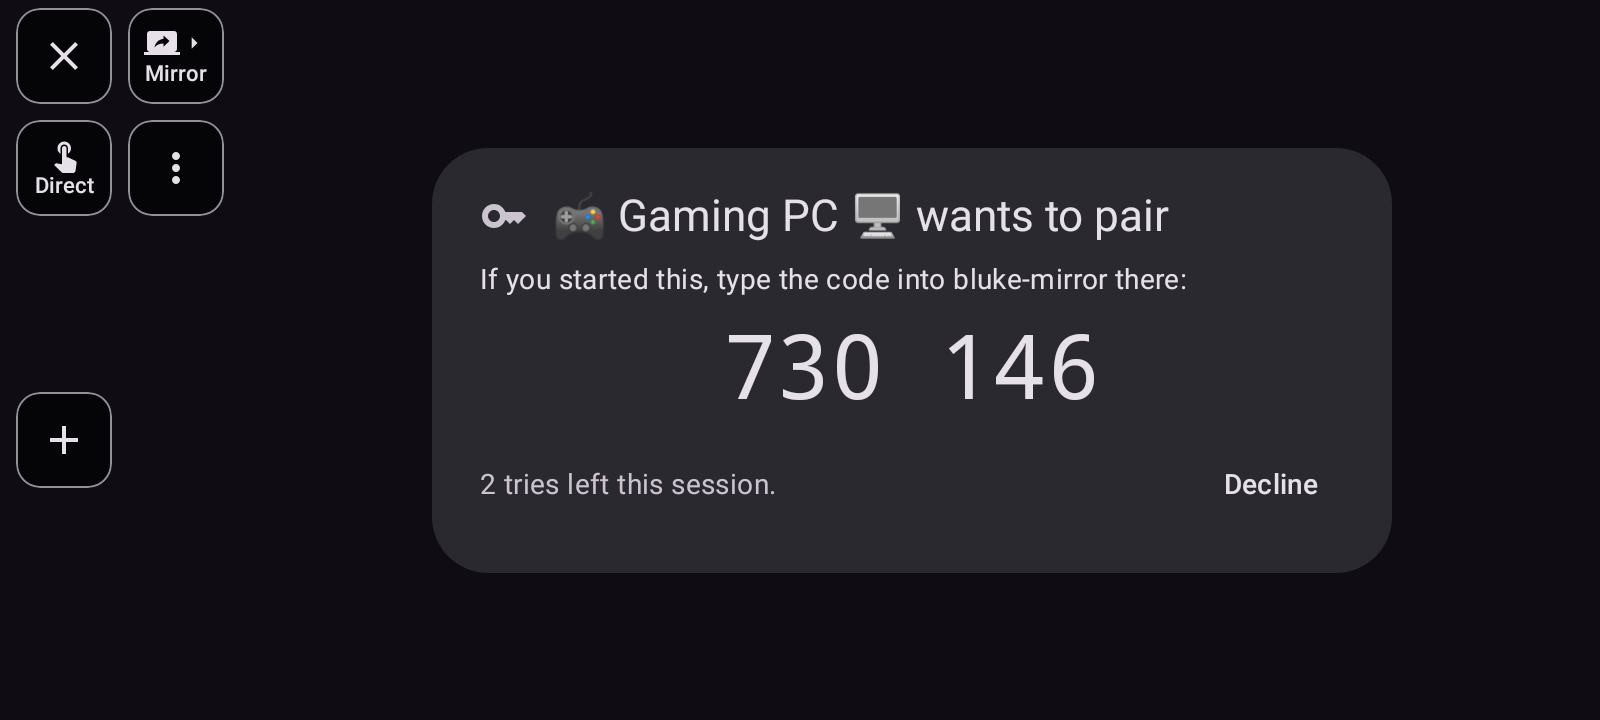 Mirror
Direct
🎮 Gaming PC 🖥️ wants to pair
If you started this, type the code into bluke-mirror there:
730 146
2 tries left this session.
Decline